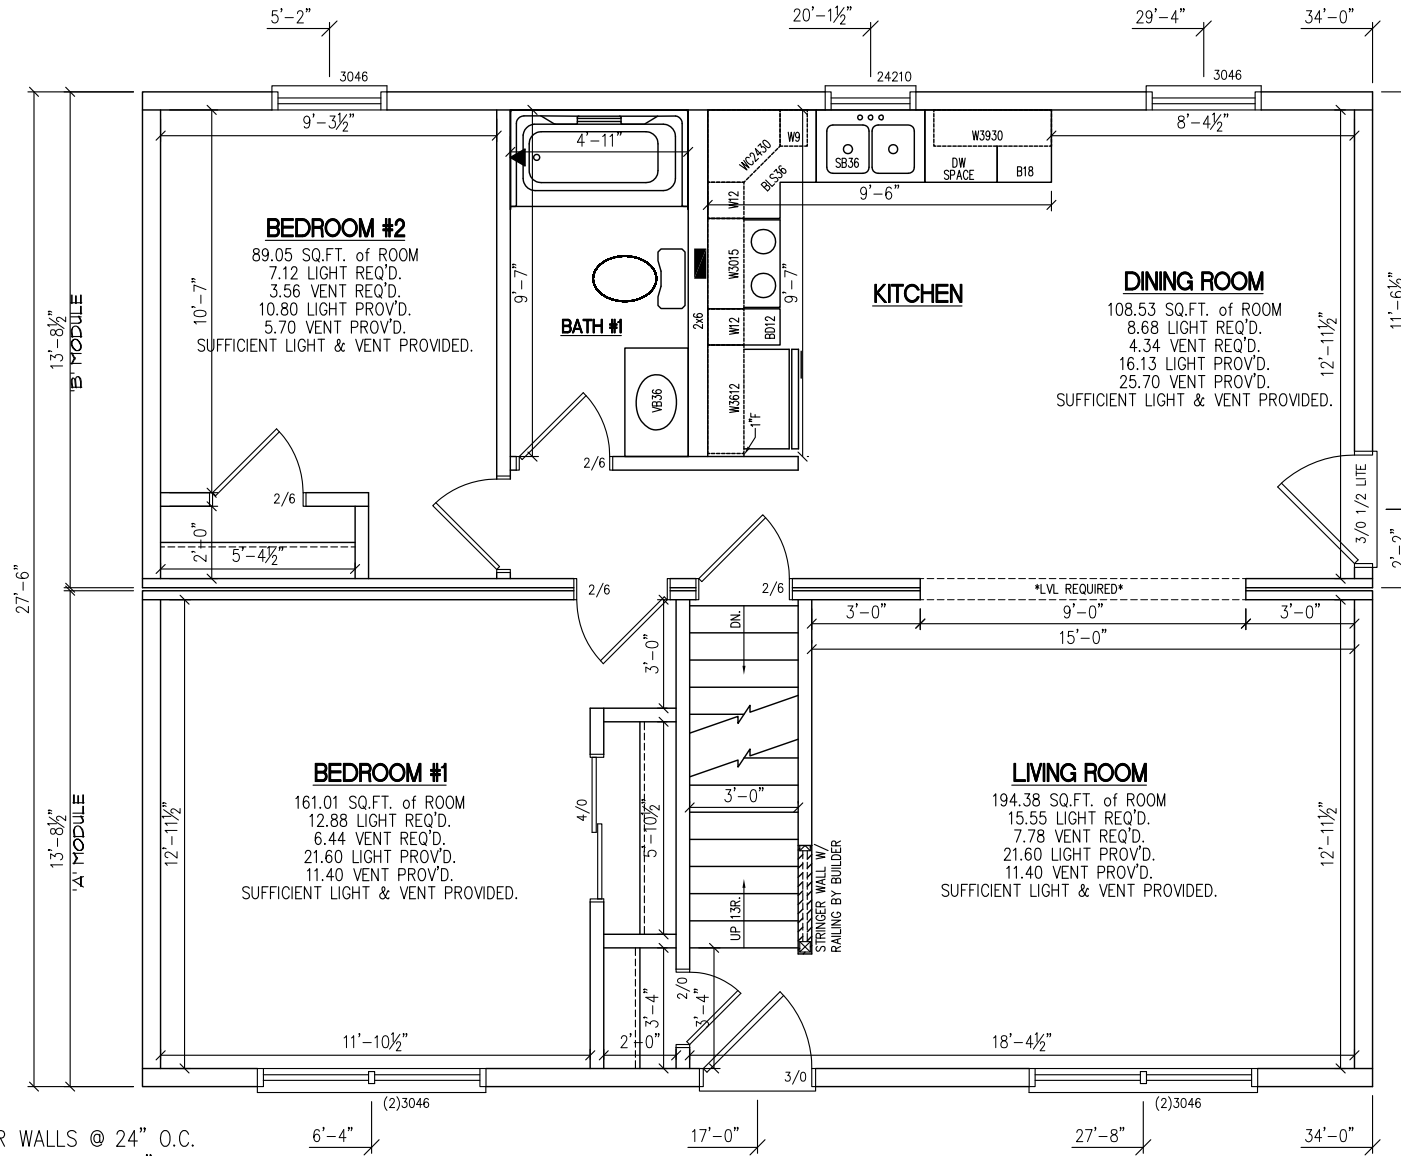 5'-2"
20'-1½"
29'-4"
34'-0"
3046
24210
3046
9'-3½"
4'-11"
W9
W3930
8'-4½"
WC2430
BLS36
SB36
DW
SPACE
B18
9'-6"
W12
BEDROOM #2
89.05 SQ.FT. of ROOM
7.12 LIGHT REQ'D.
3.56 VENT REQ'D.
10.80 LIGHT PROV'D.
5.70 VENT PROV'D.
SUFFICIENT LIGHT & VENT PROVIDED.
10'-7"
9'-7"
BATH #1
2x6
W3015
9'-7"
W12
BD12
W3612
1"F
VB36
KITCHEN
DINING ROOM
108.53 SQ.FT. of ROOM
8.68 LIGHT REQ'D.
4.34 VENT REQ'D.
16.13 LIGHT PROV'D.
25.70 VENT PROV'D.
SUFFICIENT LIGHT & VENT PROVIDED.
12'-11½"
11'-6½"
13'-8½"
'B' MODULE
2/6
2/6
3/0 1/2 LITE
2'-2"
2'-0"
5'-4½"
27'-6"
2/6
2/6
*LVL REQUIRED*
3'-0"
9'-0"
3'-0"
15'-0"
DN.
3'-0"
13'-8½"
'A' MODULE
12'-11½"
BEDROOM #1
161.01 SQ.FT. of ROOM
12.88 LIGHT REQ'D.
6.44 VENT REQ'D.
21.60 LIGHT PROV'D.
11.40 VENT PROV'D.
SUFFICIENT LIGHT & VENT PROVIDED.
4/0
5'-10½"
3'-0"
UP 13R.
STRINGER WALL W/
RAILING BY BUILDER
LIVING ROOM
194.38 SQ.FT. of ROOM
15.55 LIGHT REQ'D.
7.78 VENT REQ'D.
21.60 LIGHT PROV'D.
11.40 VENT PROV'D.
SUFFICIENT LIGHT & VENT PROVIDED.
12'-11½"
3'-4"
2/0
3'-4"
11'-10½"
2'-0"
18'-4½"
3/0
(2)3046
(2)3046
R WALLS @ 24" O.C.
6'-4"
17'-0"
27'-8"
34'-0"